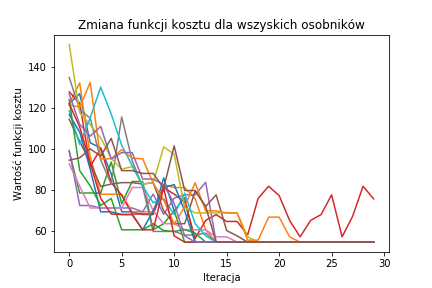 Zmiana funkcji kosztu dla wszyskich osobników
Wartość funkcji kosztu
140
120
100
80
60
0 5 10 15 20 25 30
Iteracja